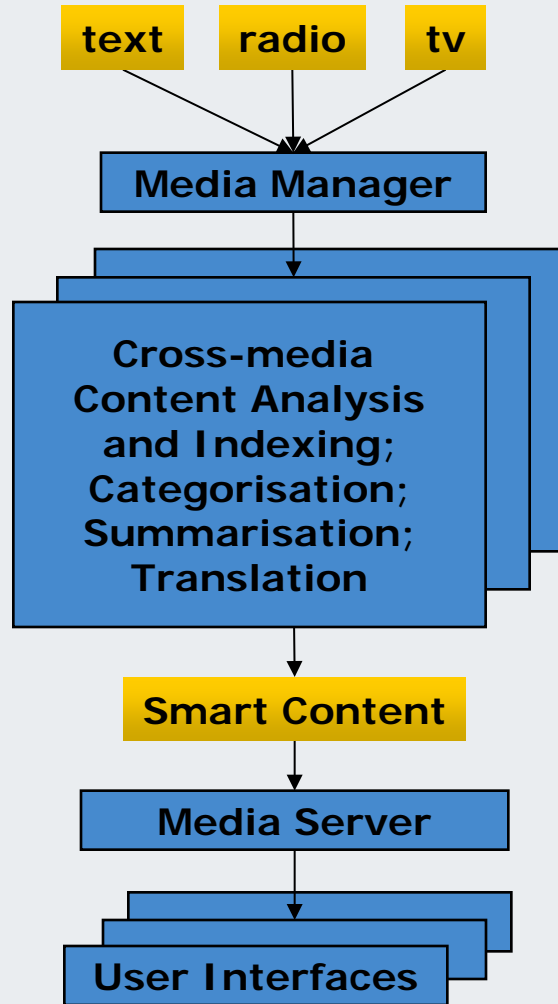 text radio tv
Media Manager
Cross-media
Content Analysis
and Indexing;
Categorisation;
Summarisation;
Translation
Smart Content
Media Server
User Interfaces